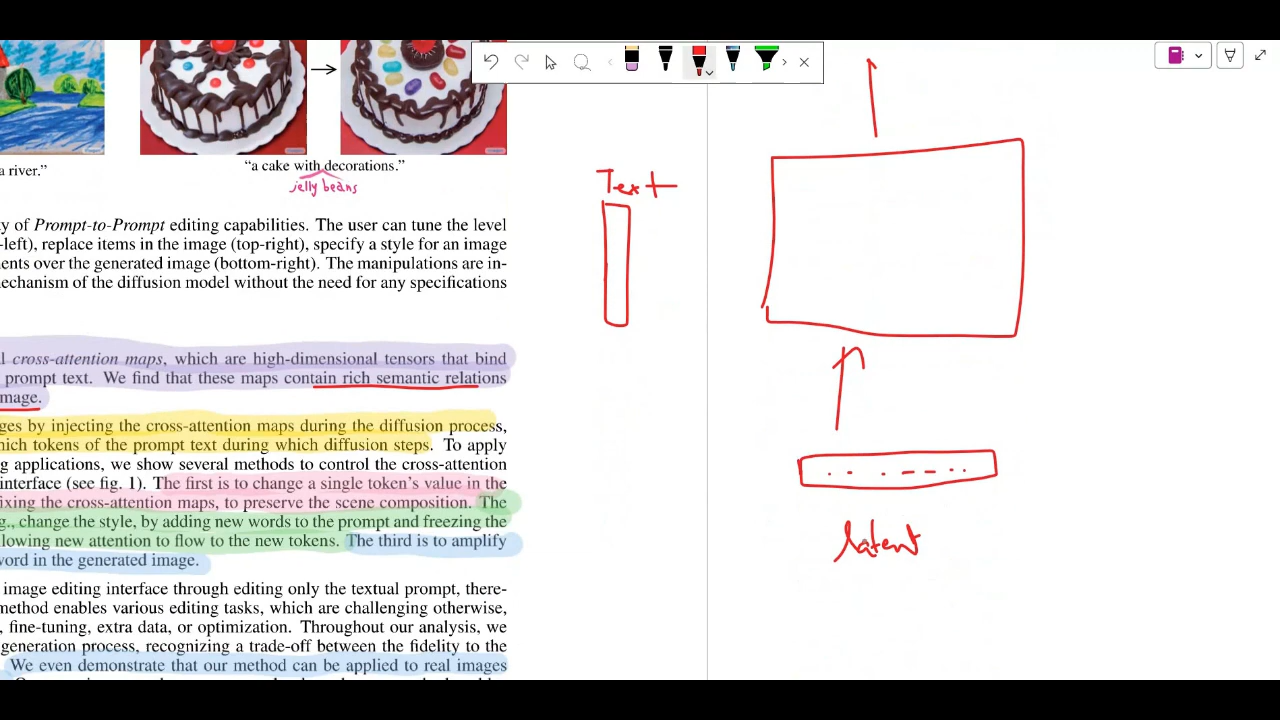 a river.”
“a cake with decorations.”
jelly beans
ty of Prompt-to-Prompt editing capabilities. The user can tune the level
-left), replace items in the image (top-right), specify a style for an image
ents over the generated image (bottom-right). The manipulations are in-
echanism of the diffusion model without the need for any specifications
l cross-attention maps, which are high-dimensional tensors that bind
prompt text. We find that these maps contain rich semantic relations
mage.
ges by injecting the cross-attention maps during the diffusion process,
hich tokens of the prompt text during which diffusion steps. To apply
g applications, we show several methods to control the cross-attention
interface (see fig. 1). The first is to change a single token’s value in the
fixing the cross-attention maps, to preserve the scene composition. The
g., change the style, by adding new words to the prompt and freezing the
llowing new attention to flow to the new tokens. The third is to amplify
ord in the generated image.
image editing interface through editing only the textual prompt, there-
method enables various editing tasks, which are challenging otherwise,
, fine-tuning, extra data, or optimization. Throughout our analysis, we
generation process, recognizing a trade-off between the fidelity to the
We even demonstrate that our method can be applied to real images
Text
latent